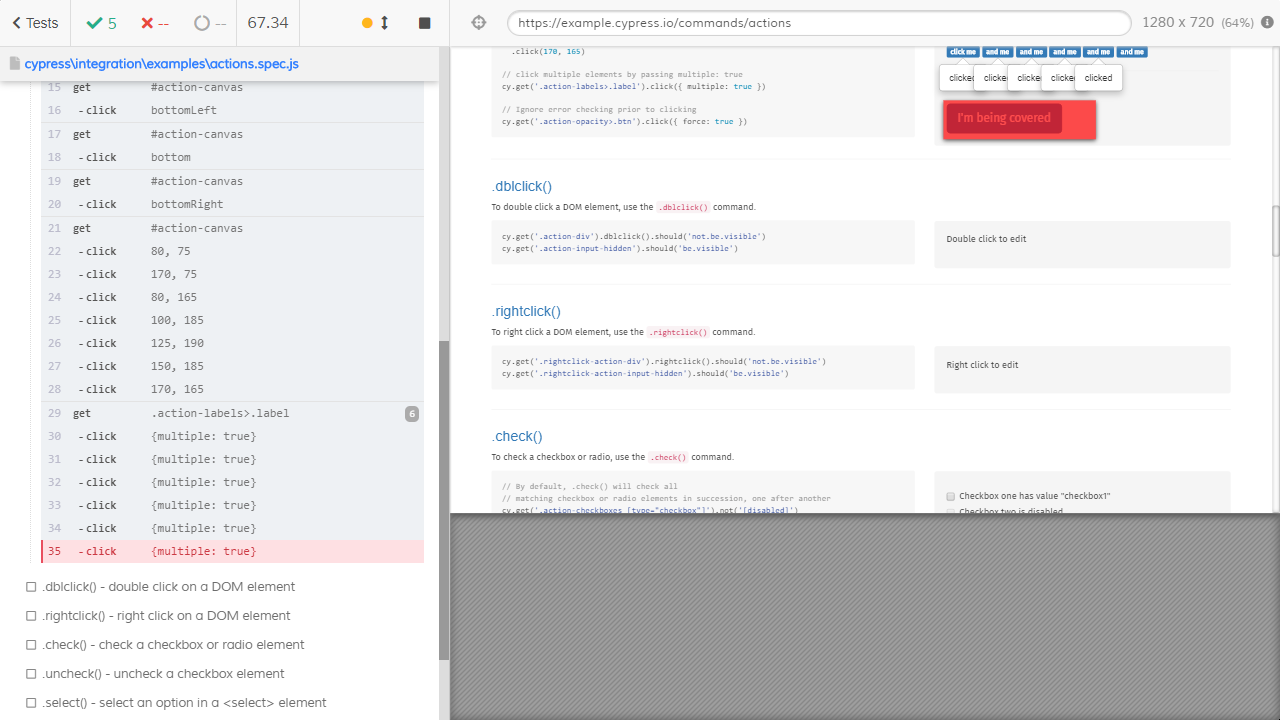 Tests 5 -- -- 67.34
https://example.cypress.io/commands/actions 1280 x 720 (64%)
cypress\integration\examples\actions.spec.js
15 get #action-canvas
16 -click bottomLeft
17 get #action-canvas
18 -click bottom
19 get #action-canvas
20 -click bottomRight
21 get #action-canvas
22 -click 80, 75
23 -click 170, 75
24 -click 80, 165
25 -click 100, 185
26 -click 125, 190
27 -click 150, 185
28 -click 170, 165
29 get .action-labels>.label 6
30 -click {multiple: true}
31 -click {multiple: true}
32 -click {multiple: true}
33 -click {multiple: true}
34 -click {multiple: true}
35 -click {multiple: true}
.dblclick() - double click on a DOM element
.rightclick() - right click on a DOM element
.check() - check a checkbox or radio element
.uncheck() - uncheck a checkbox element
.select() - select an option in a <select> element
.click(170, 165)
// click multiple elements by passing multiple: true
cy.get('.action-labels>.label').click({ multiple: true })
// Ignore error checking prior to clicking
cy.get('.action-opacity>.btn').click({ force: true })
click me and me and me and me and me and me
clicked clicke clicke clicke clicked
I'm being covered
.dblclick()
To double click a DOM element, use the .dblclick() command.
cy.get('.action-div').dblclick().should('not.be.visible')
cy.get('.action-input-hidden').should('be.visible')
Double click to edit
.rightclick()
To right click a DOM element, use the .rightclick() command.
cy.get('.rightclick-action-div').rightclick().should('not.be.visible')
cy.get('.rightclick-action-input-hidden').should('be.visible')
Right click to edit
.check()
To check a checkbox or radio, use the .check() command.
// By default, .check() will check all
// matching checkbox or radio elements in succession, one after another
cy.get('.action-checkboxes [type="checkbox"]').not('[disabled]')
Checkbox one has value "checkbox1"
Checkbox two is disabled